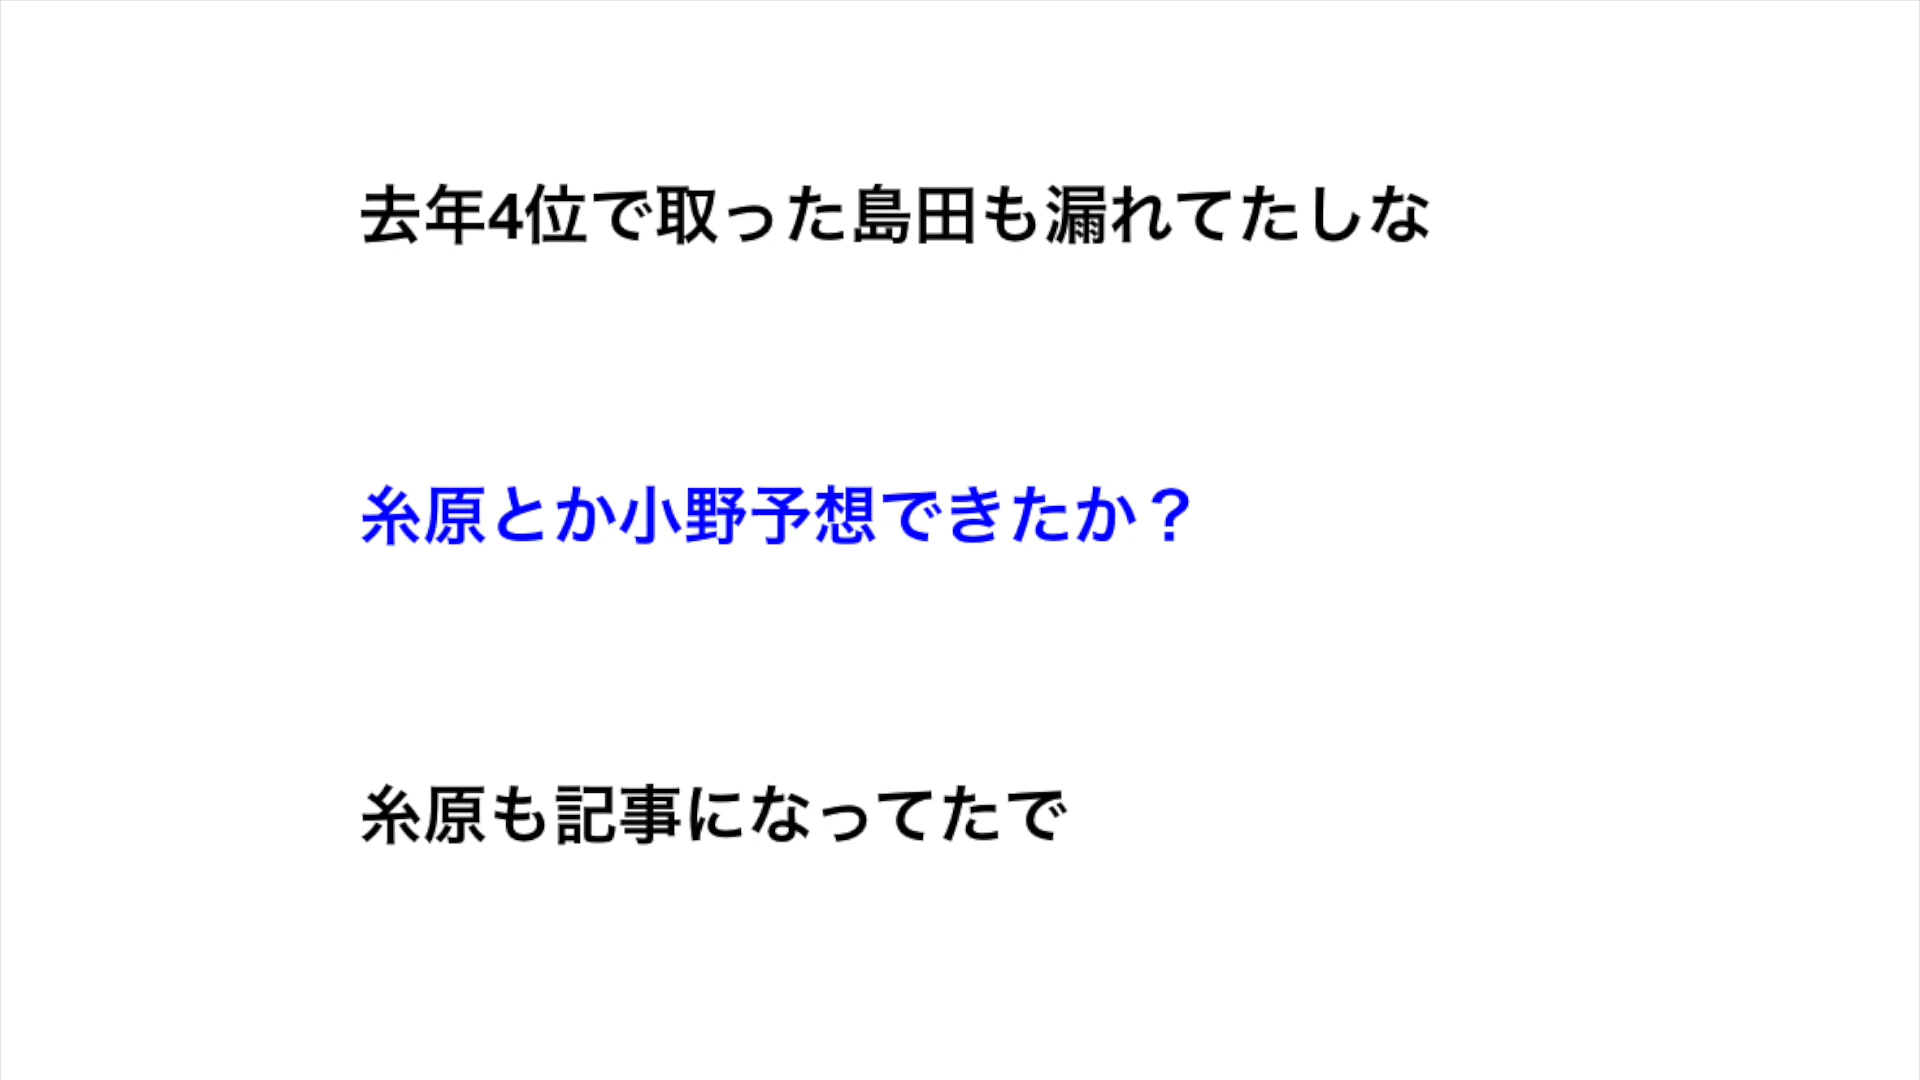 去年4位で取った島田も漏れてたしな
糸原とか小野予想できたか？
糸原も記事になってたで